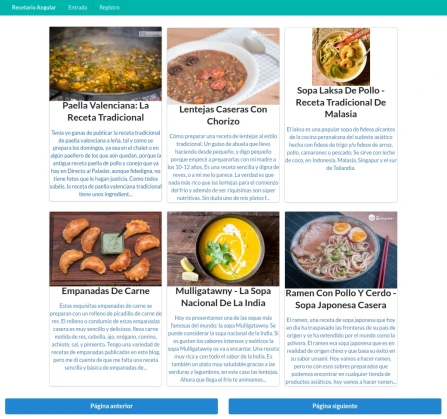 Recetario Angular Entrada Registro
Paella Valenciana: La
Receta Tradicional
Tenía ya ganas de publicar la receta tradicional
de paella valenciana a leña, tal y como se
prepara los domingos, ya sea en el chalet o en
algún paellero de los que aún quedan, porque la
antigua receta de paella de pollo y conejo que ya
hay en Directo al Paladar, aunque fidedigna, no
tiene fotos que le hagan justicia. Como todos
sabéis, la receta de paella valenciana tradicional
tiene unos ingredient...
Lentejas Caseras Con
Chorizo
Cómo preparar una receta de lentejas al estilo
tradicional. Un guiso de abuela que llevo
haciendo desde pequeño, y digo pequeño
porque empecé a prepararlas con mi madre a
los 10-12 años. Es una receta sencilla y digna de
reyes, o a mí me lo parece. La verdad es que
nada más rico que las lentejas para el comienzo
del frío y además de ser riquísimas son súper
nutritivas. Sin duda uno de mis platos f...
Sopa Laksa De Pollo -
Receta Tradicional De
Malasia
El laksa es una popular sopa de fideos picantes
de la cocina peranakan del sudeste asiático
hecha con fideos de trigo y/o fideos de arroz,
pollo, camarones o pescado. Se sirve con leche
de coco, en Indonesia, Malasia, Singapur y el sur
de Tailandia.
Empanadas De Carne
Estas exquisitas empanadas de carne se
preparan con un relleno de picadillo de carne de
res. El relleno o condumio de estas empanadas
casera es muy sencillo y delicioso, lleva carne
molida de res, cebolla, ajo, orégano, comino,
achiote, sal, y pimienta. Tengo una variedad de
recetas de empanadas publicadas en este blog,
pero me di cuenta de que me falta una receta
sencilla y básica de empanadas de...
Mulligatawny - La Sopa
Nacional De La India
Hoy os presentamos una de las sopas más
famosas del mundo: la sopa Mulligatawny. Se
puede considerar la sopa nacional de la India. Si
os gustan los sabores intensos y exóticos la
sopa Mulligatawny os va a encantar. Una receta
muy rica y con todo el sabor de la India. Es
también un plato muy saludable gracias a las
verduras y legumbres, en este caso las lentejas.
Ahora que llega el frío te animamos...
Ramen Con Pollo Y Cerdo -
Sopa Japonesa Casera
El ramen, una receta de sopa japonesa que hoy
en día ha traspasado las fronteras de su país de
origen y se ha extendido por el mundo como la
pólvora. El ramen esa sopa japonesa que es en
realidad de origen chino y que basa su éxito en
su sabor umami. Hoy vamos a hacer ramen,
pero no con esos sobres preparados que
podemos encontrar en cualquier tienda de
productos asiáticos, hoy vamos a hacer ramen...
Página anterior Página siguiente